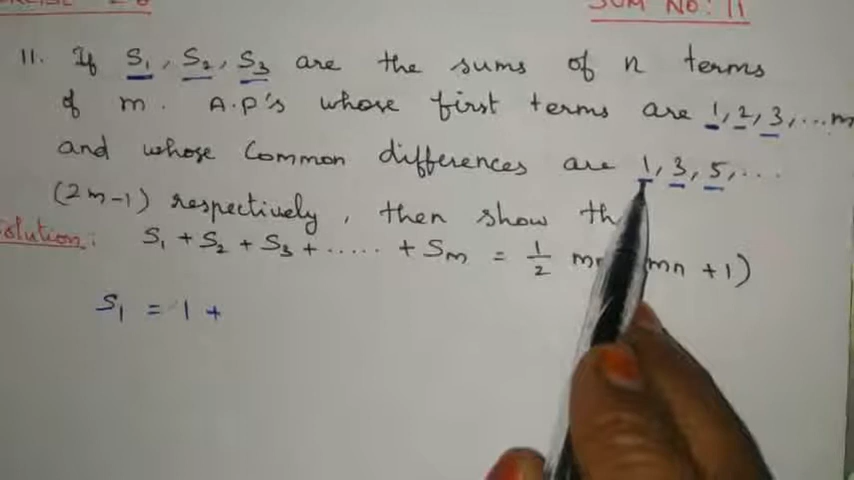 SUM NO: 11
11. If S₁, S₂, S₃ are the sums of n terms
of m. A.P's whose first terms are 1, 2, 3, ... m
and whose common differences are 1, 3, 5, ...
(2m-1) respectively, then show
Solution: S₁ + S₂ + S₃ + ..... + Sm = 1/2 mn + 1)
S₁ = 1 +